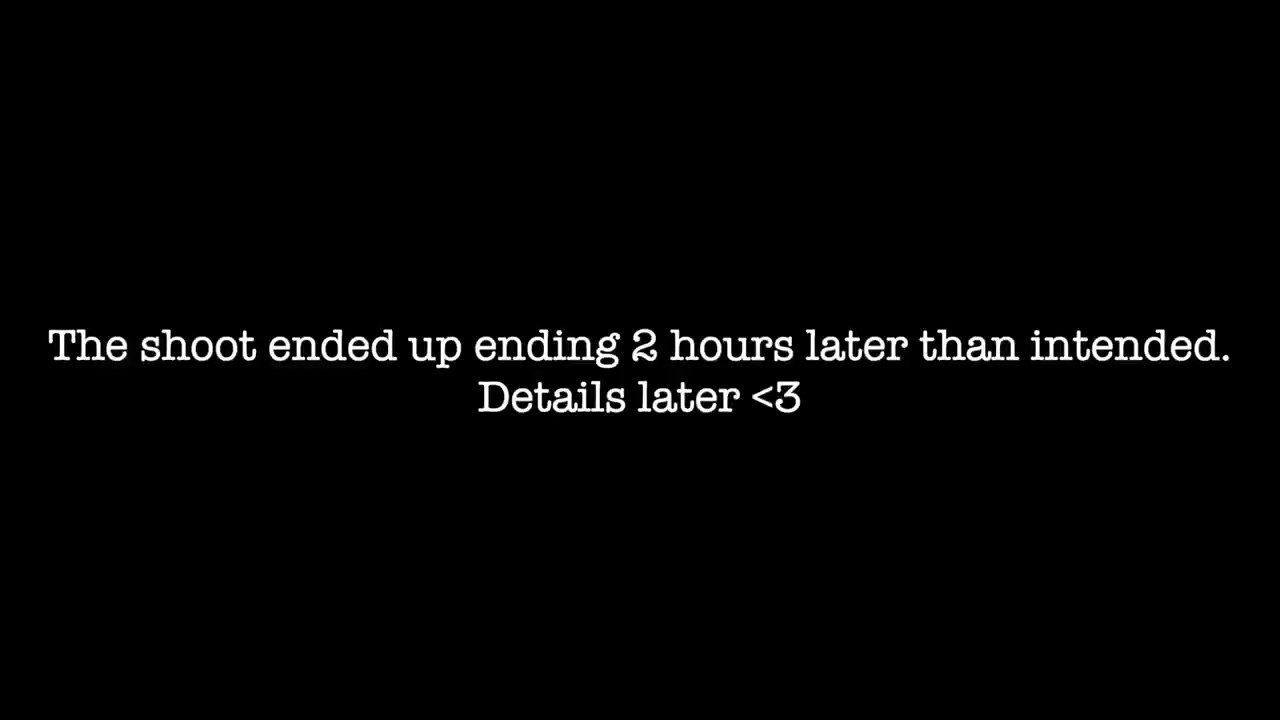 The shoot ended up ending 2 hours later than intended.
Details later <3